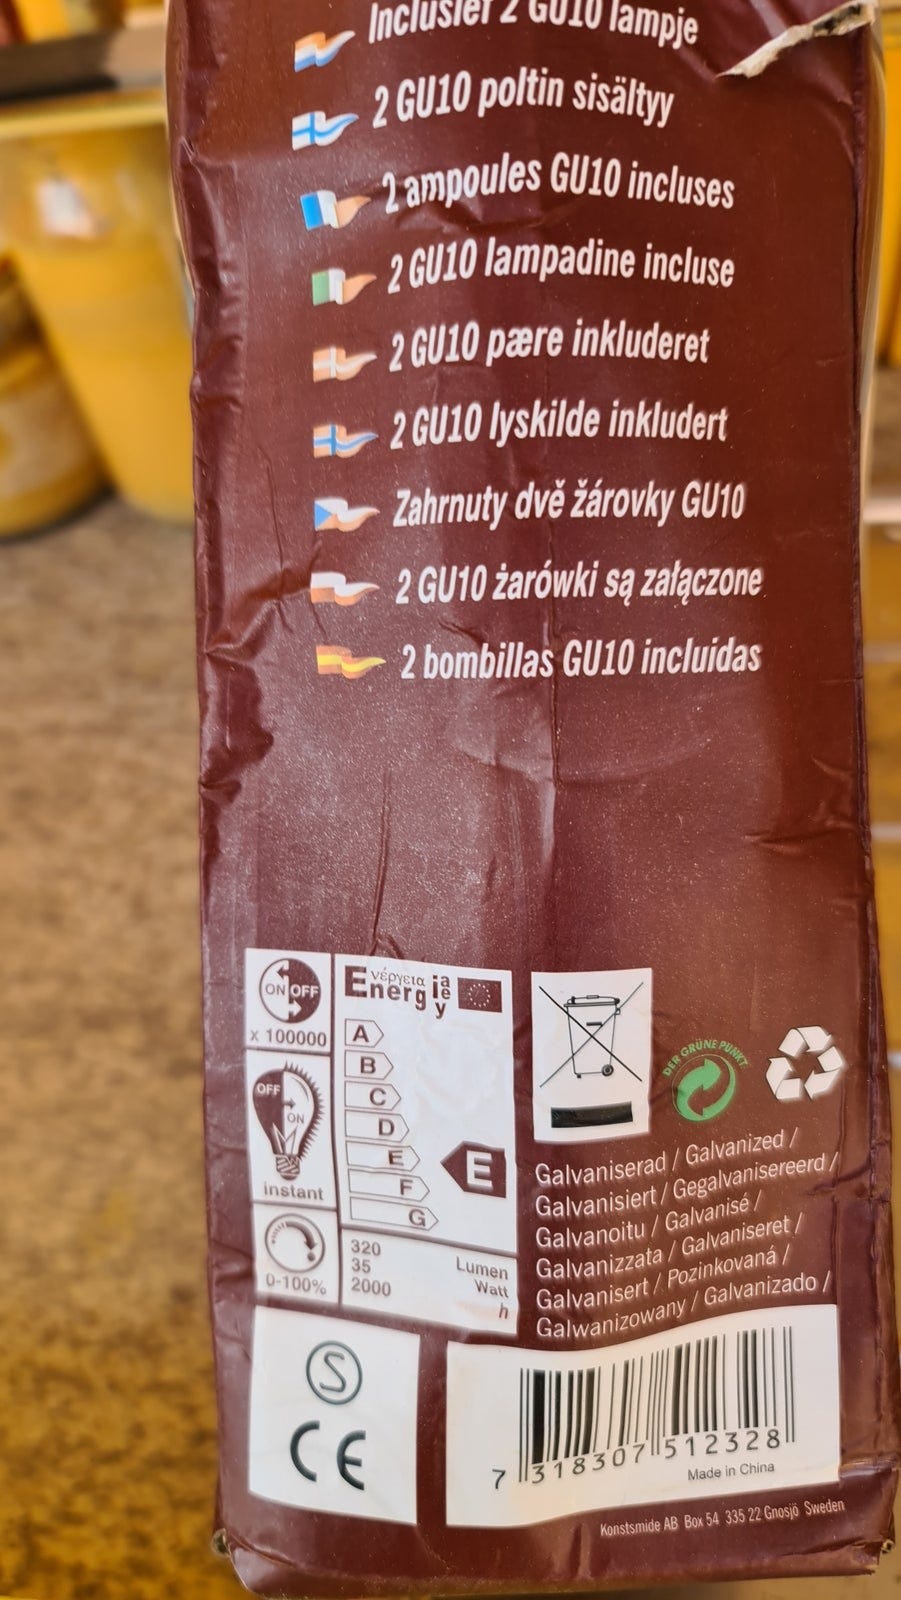 Inclusief 2 GU10 lampje
2 GU10 poltin sisältyy
2 ampoules GU10 incluses
2 GU10 lampadine incluse
2 GU10 pære inkluderet
2 GU10 lyskilde inkludert
Zahrnuty dvě žárovky GU10
2 GU10 żarówki są załączone
2 bombillas GU10 incluidas
ON OFF
x 100000
OFF
ON
instant
0-100%
Energ νέργεια ia ie y
A
B
C
D
E
F
G
E
320 Lumen
35 Watt
2000 h
DER GRÜNE PUNKT
Galvaniserad / Galvanized /
Galvanisiert / Gegalvanisereerd /
Galvanoitu / Galvanisé /
Galvanizzata / Galvaniseret /
Galvanisert / Pozinkovaná /
Galwanizowany / Galvanizado /
S
CE
7 318307 512328
Made in China
Konstsmide AB Box 54 335 22 Gnosjö Sweden